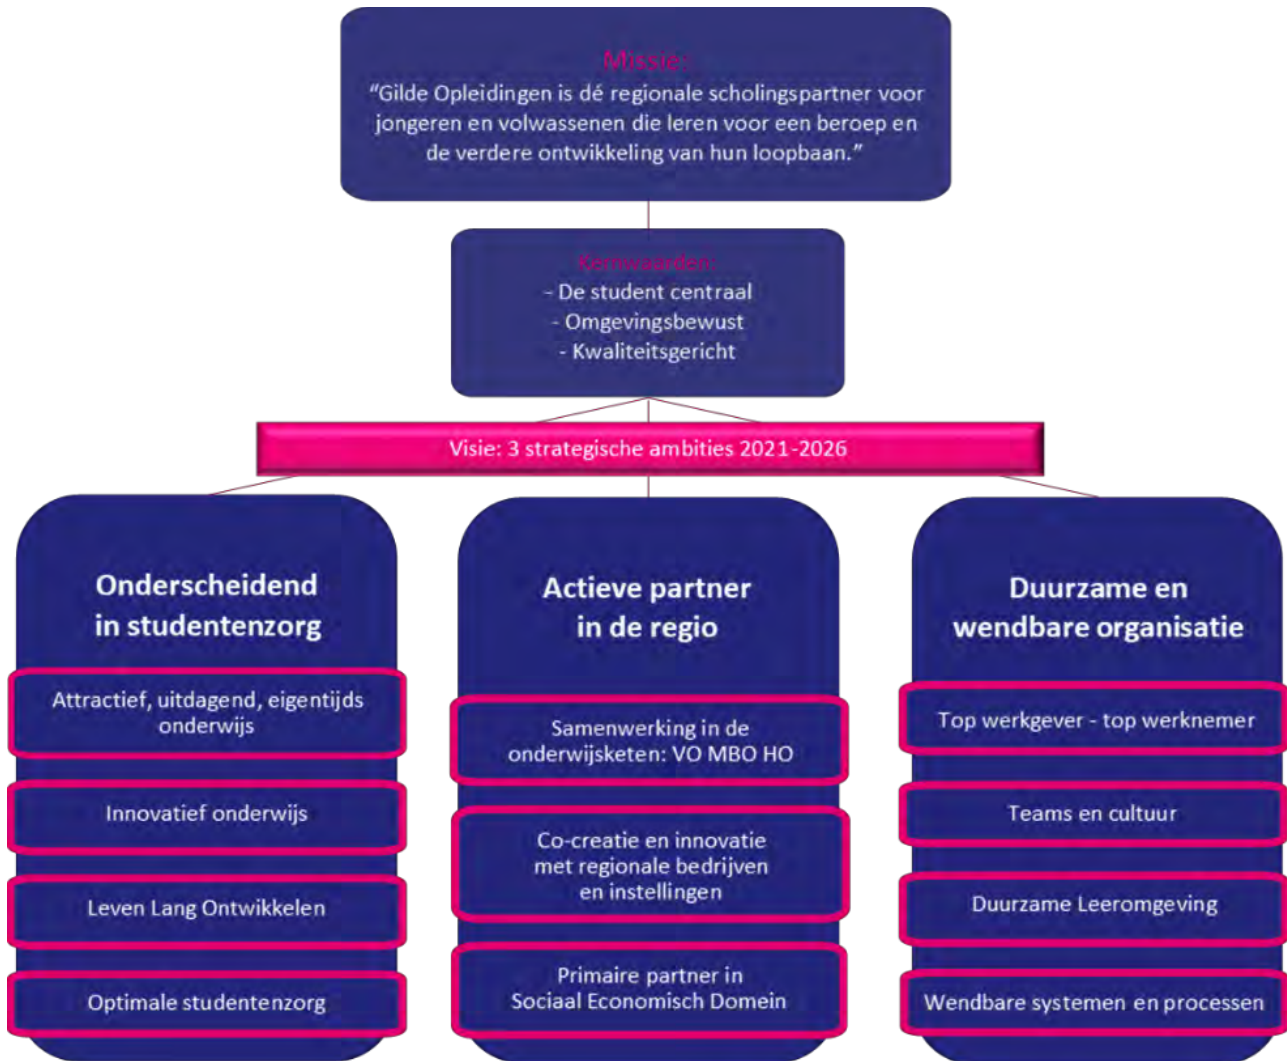 Missie:
“Gilde Opleidingen is dé regionale scholingspartner voor
jongeren en volwassenen die leren voor een beroep en
de verdere ontwikkeling van hun loopbaan.”
Kernwaarden:
- De student centraal
- Omgevingsbewust
- Kwaliteitsgericht
Visie: 3 strategische ambities 2021-2026
Onderscheidend
in studentenzorg
Attractief, uitdagend, eigentijds
onderwijs
Innovatief onderwijs
Leven Lang Ontwikkelen
Optimale studentenzorg
Actieve partner
in de regio
Samenwerking in de
onderwijsketen: VO MBO HO
Co-creatie en innovatie
met regionale bedrijven
en instellingen
Primaire partner in
Sociaal Economisch Domein
Duurzame en
wendbare organisatie
Top werkgever - top werknemer
Teams en cultuur
Duurzame Leeromgeving
Wendbare systemen en processen